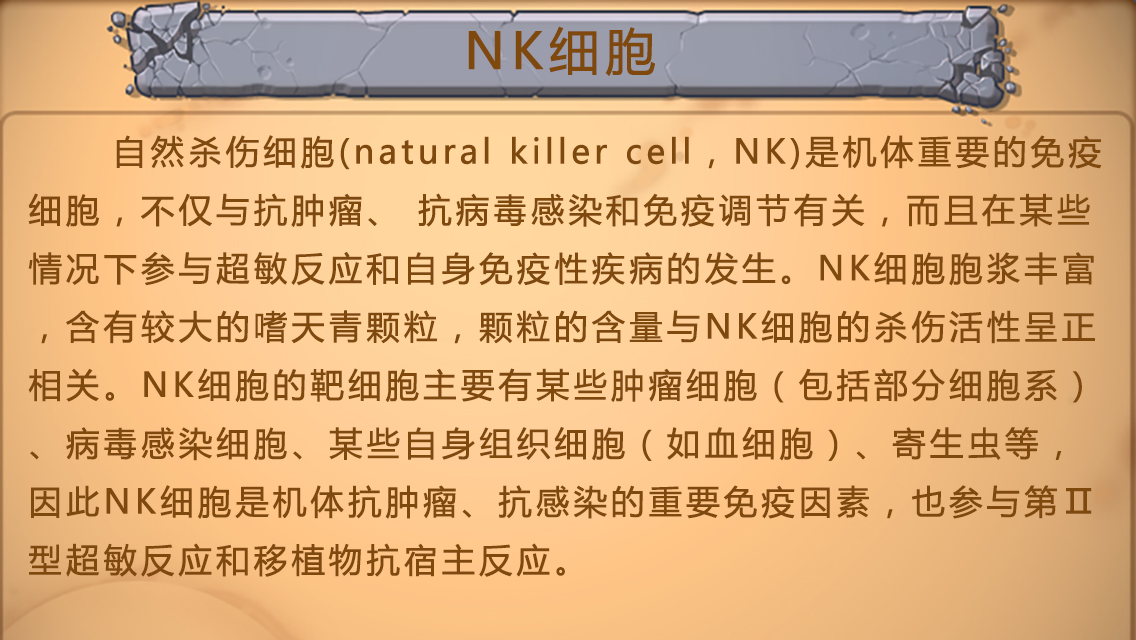 NK细胞
自然杀伤细胞(natural killer cell，NK)是机体重要的免疫
细胞，不仅与抗肿瘤、 抗病毒感染和免疫调节有关，而且在某些
情况下参与超敏反应和自身免疫性疾病的发生。NK细胞胞浆丰富
，含有较大的嗜天青颗粒，颗粒的含量与NK细胞的杀伤活性呈正
相关。NK细胞的靶细胞主要有某些肿瘤细胞（包括部分细胞系）
、病毒感染细胞、某些自身组织细胞（如血细胞）、寄生虫等，
因此NK细胞是机体抗肿瘤、抗感染的重要免疫因素，也参与第Ⅱ
型超敏反应和移植物抗宿主反应。